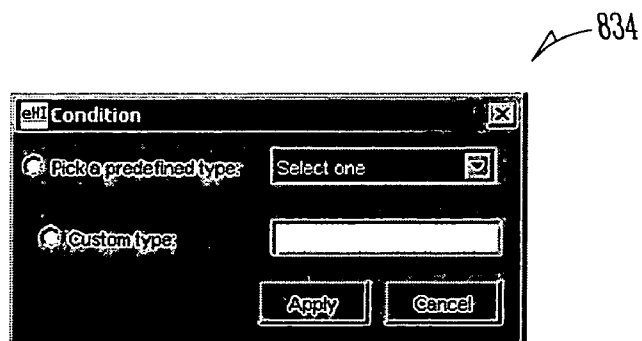 834
eHI Condition
Pick a predefined type: Select one
Custom type:
Apply Cancel